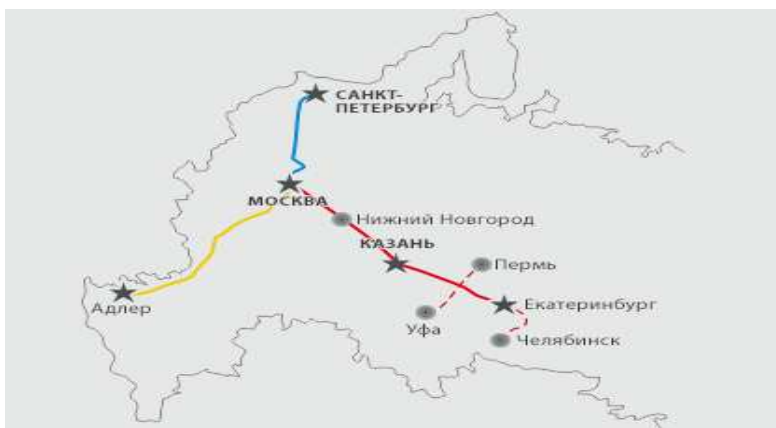 САНКТ-
ПЕТЕРБУРГ
МОСКВА
Нижний Новгород
КАЗАНЬ
Пермь
Адлер
Екатеринбург
Уфа
Челябинск